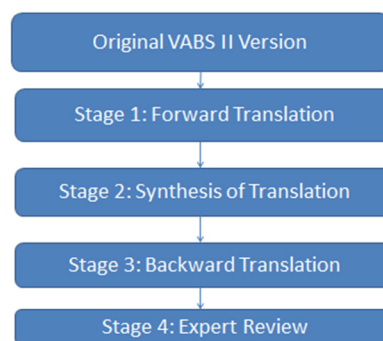 Original VABS II Version
Stage 1: Forward Translation
Stage 2: Synthesis of Translation
Stage 3: Backward Translation
Stage 4: Expert Review